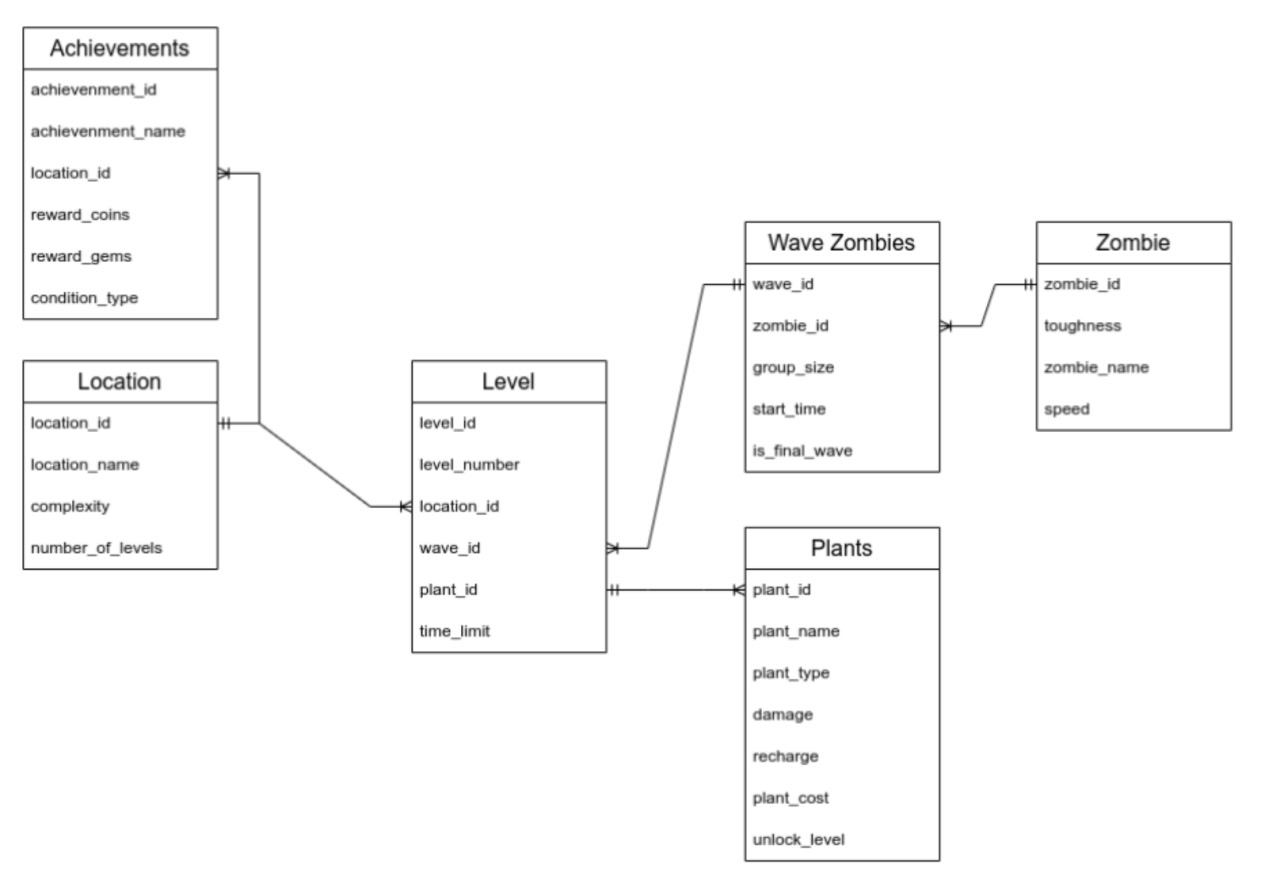 Achievements
achievenment_id
achievenment_name
location_id
reward_coins
reward_gems
condition_type
Location
location_id
location_name
complexity
number_of_levels
Level
level_id
level_number
location_id
wave_id
plant_id
time_limit
Wave Zombies
wave_id
zombie_id
group_size
start_time
is_final_wave
Zombie
zombie_id
toughness
zombie_name
speed
Plants
plant_id
plant_name
plant_type
damage
recharge
plant_cost
unlock_level